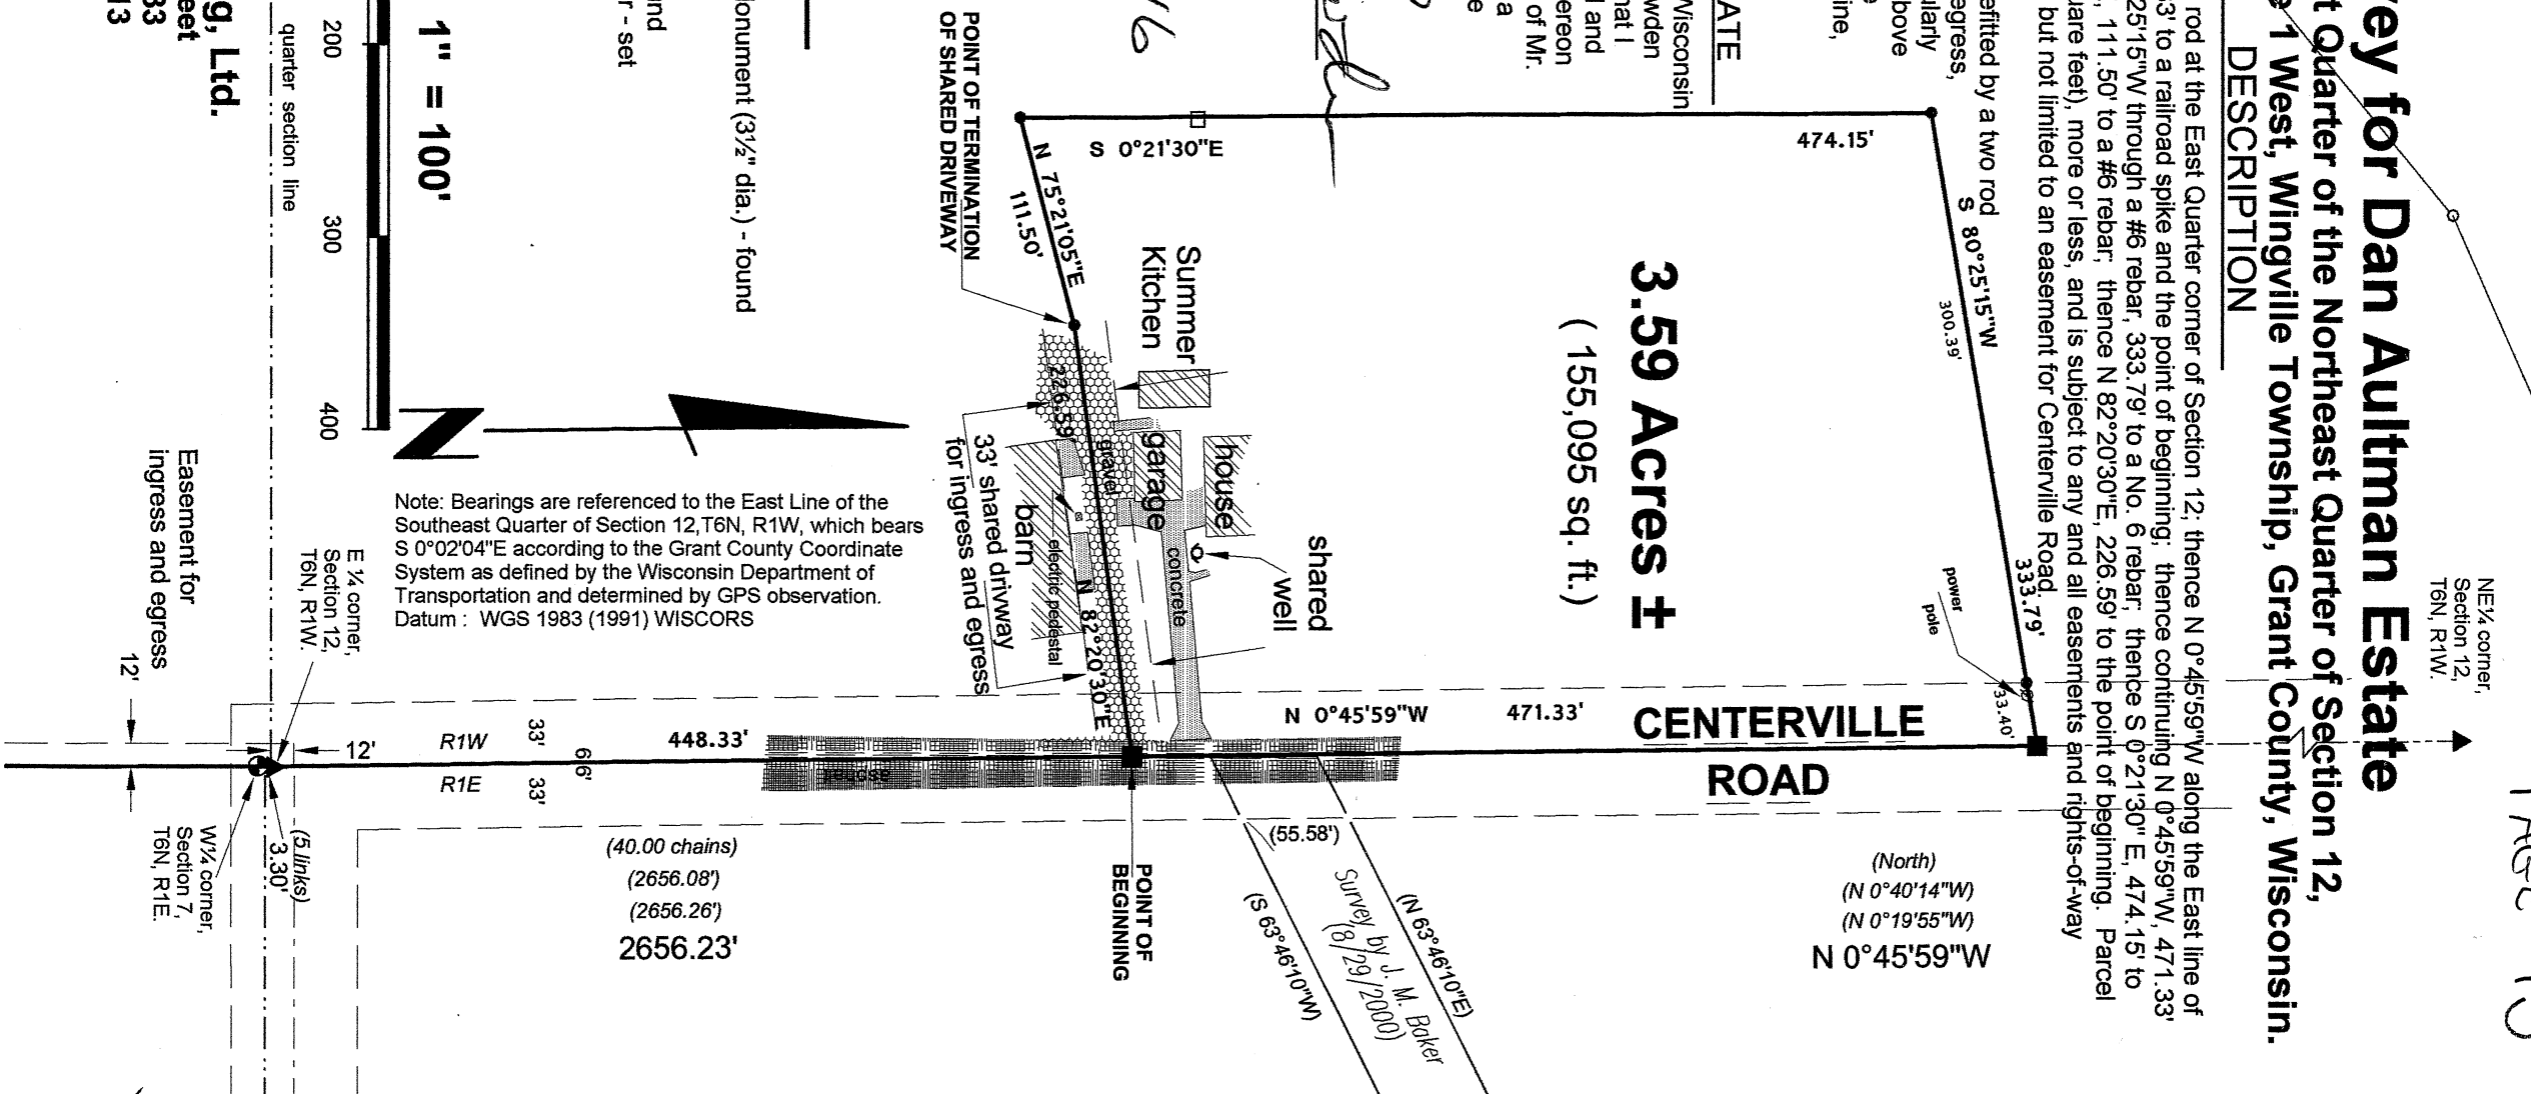 vey for Dan Aultman Estate
t Quarter of the Northeast Quarter of Section 12,
e 1 West, Wingville Township, Grant County, Wisconsin.
DESCRIPTION
rod at the East Quarter corner of Section 12; thence N 0°45'59"W along the East line of
3' to a railroad spike and the point of beginning; thence continuing N 0°45'59"W, 471.33'
25'15"W through a #6 rebar, 333.79' to a No. 6 rebar; thence S 0°21'30" E, 474.15' to
, 111.50' to a #6 rebar; thence N 82°20'30"E, 226.59' to the point of beginning. Parcel
uare feet), more or less, and is subject to any and all easements and rights-of-way
but not limited to an easement for Centerville Road.
efitted by a two rod
egress,
NE¼ corner,
Section 12,
T6N, R1W.
ATE
Wisconsin
wden
hat I
l and
ereon
of Mr.
a
e
ularly
above
e
ine,
S 80°25'15"W
300.39'
333.79'
33.40'
power
pole
474.15'
S 0°21'30"E
3.59 Acres ±
( 155,095 sq. ft.)
N 75°21'05"E
111.50'
POINT OF TERMINATION
OF SHARED DRIVEWAY
Summer
Kitchen
house
garage
gravel
concrete
shared
well
226.59'
N 82°20'30"E
electric pedestal
barn
33' shared drivway
for ingress and egress
onument (3½" dia.) - found
nd
r - set
1" = 100'
200
300
400
quarter section line
g, Ltd.
eet
33
13
N
Note: Bearings are referenced to the East Line of the
Southeast Quarter of Section 12,T6N, R1W, which bears
S 0°02'04"E according to the Grant County Coordinate
System as defined by the Wisconsin Department of
Transportation and determined by GPS observation.
Datum : WGS 1983 (1991) WISCORS
Easement for
ingress and egress
12'
E ¼ corner,
Section 12,
T6N, R1W.
12'
R1W
R1E
33'
66'
33'
448.33'
asphalt
N 0°45'59"W
471.33'
CENTERVILLE
ROAD
W¼ corner,
Section 7,
T6N, R1E.
(5 links)
3.30'
(40.00 chains)
(2656.08')
(2656.26')
2656.23'
POINT OF
BEGINNING
(55.58')
(S 63°46'10"W)
(N 63°46'10"E)
Survey by J. M. Baker
(8/29/2000)
(North)
(N 0°40'14"W)
(N 0°19'55"W)
N 0°45'59"W